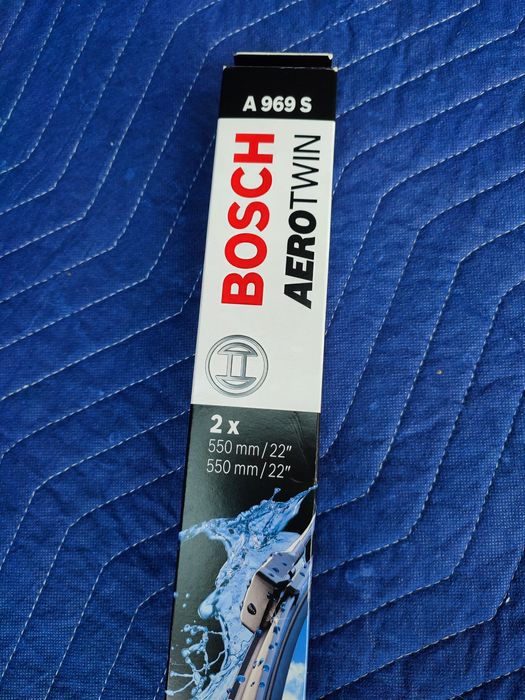 A 969 S
BOSCH
AEROTWIN
2 x
550 mm/22"
550 mm/22"